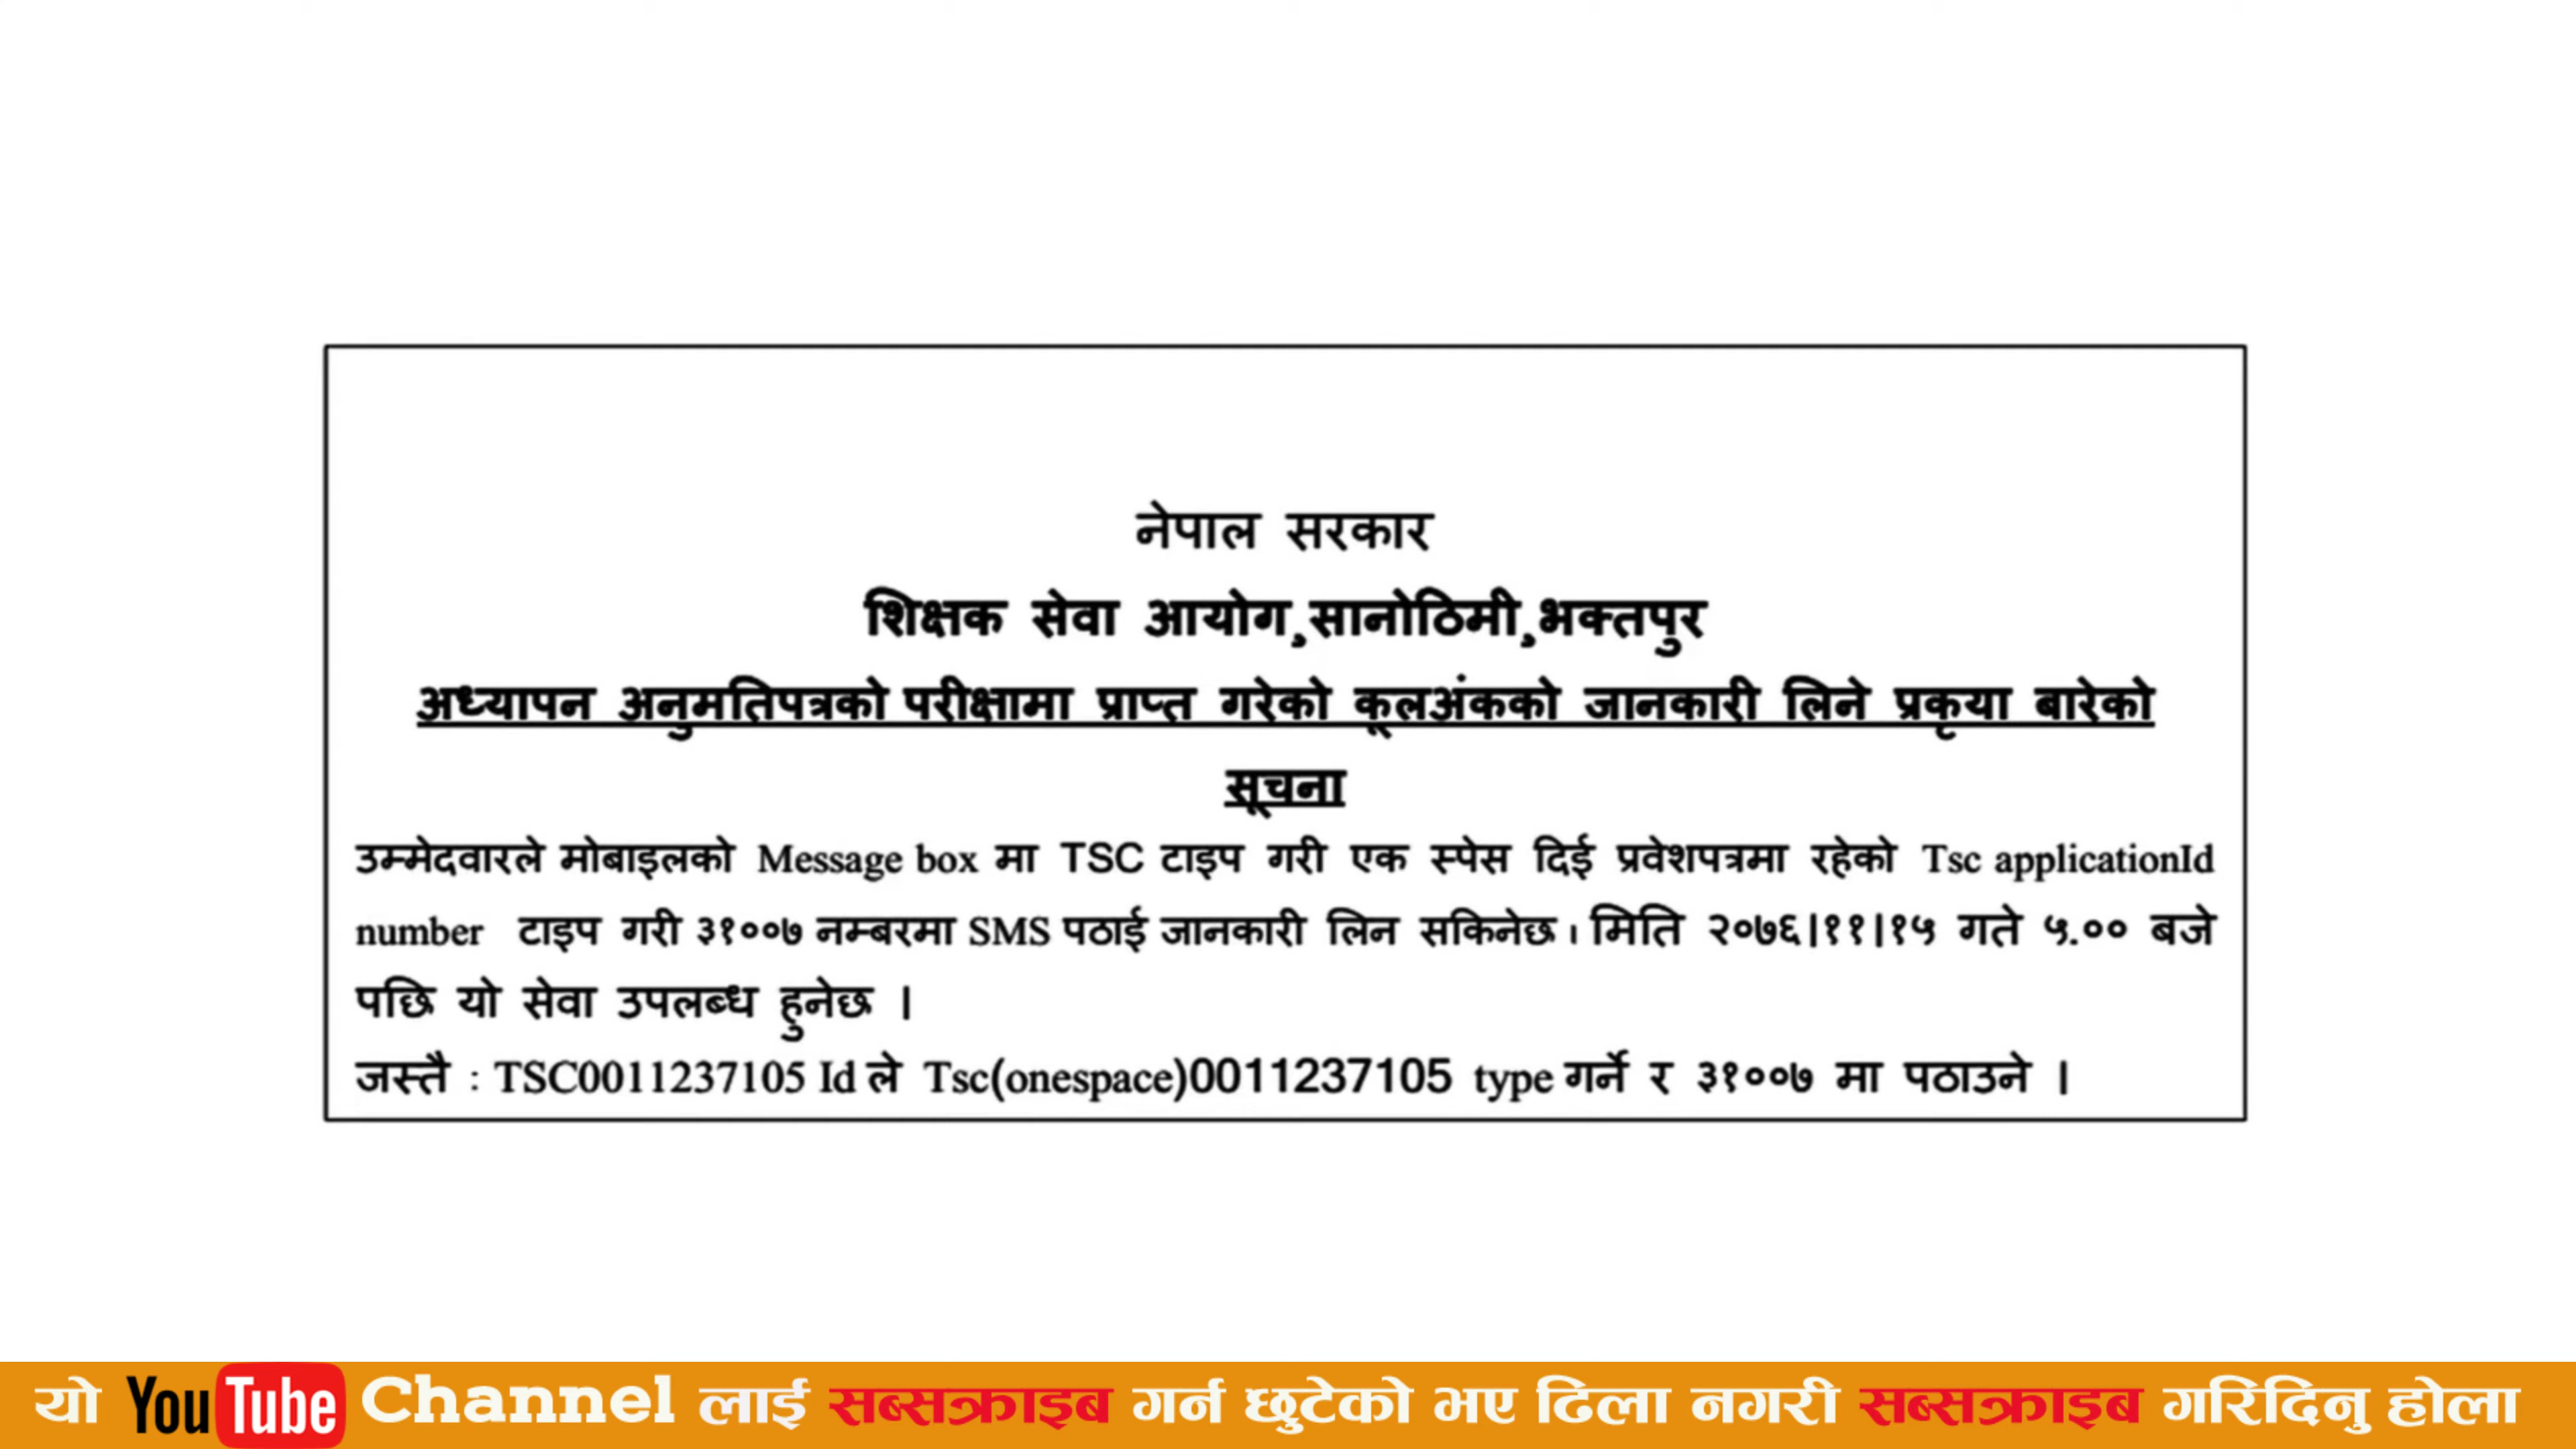 नेपाल सरकार
शिक्षक सेवा आयोग,सानोठिमी,भक्तपुर
अध्यापन अनुमतिपत्रको परीक्षामा प्राप्त गरेको कूलअंकको जानकारी लिने प्रकृया बारेको
सूचना
उम्मेदवारले मोबाइलको Message box मा TSC टाइप गरी एक स्पेस दिई प्रवेशपत्रमा रहेको Tsc applicationId
number टाइप गरी ३१००७ नम्बरमा SMS पठाई जानकारी लिन सकिनेछ । मिति २०७६।११।१५ गते ५.०० बजे
पछि यो सेवा उपलब्ध हुनेछ ।
जस्तै : TSC0011237105 Id ले Tsc(onespace)0011237105 type गर्ने र ३१००७ मा पठाउने ।
यो YouTube Channel लाई सब्सक्राइब गर्न छुटेको भए ढिला नगरी सब्सक्राइब गरिदिनु होला